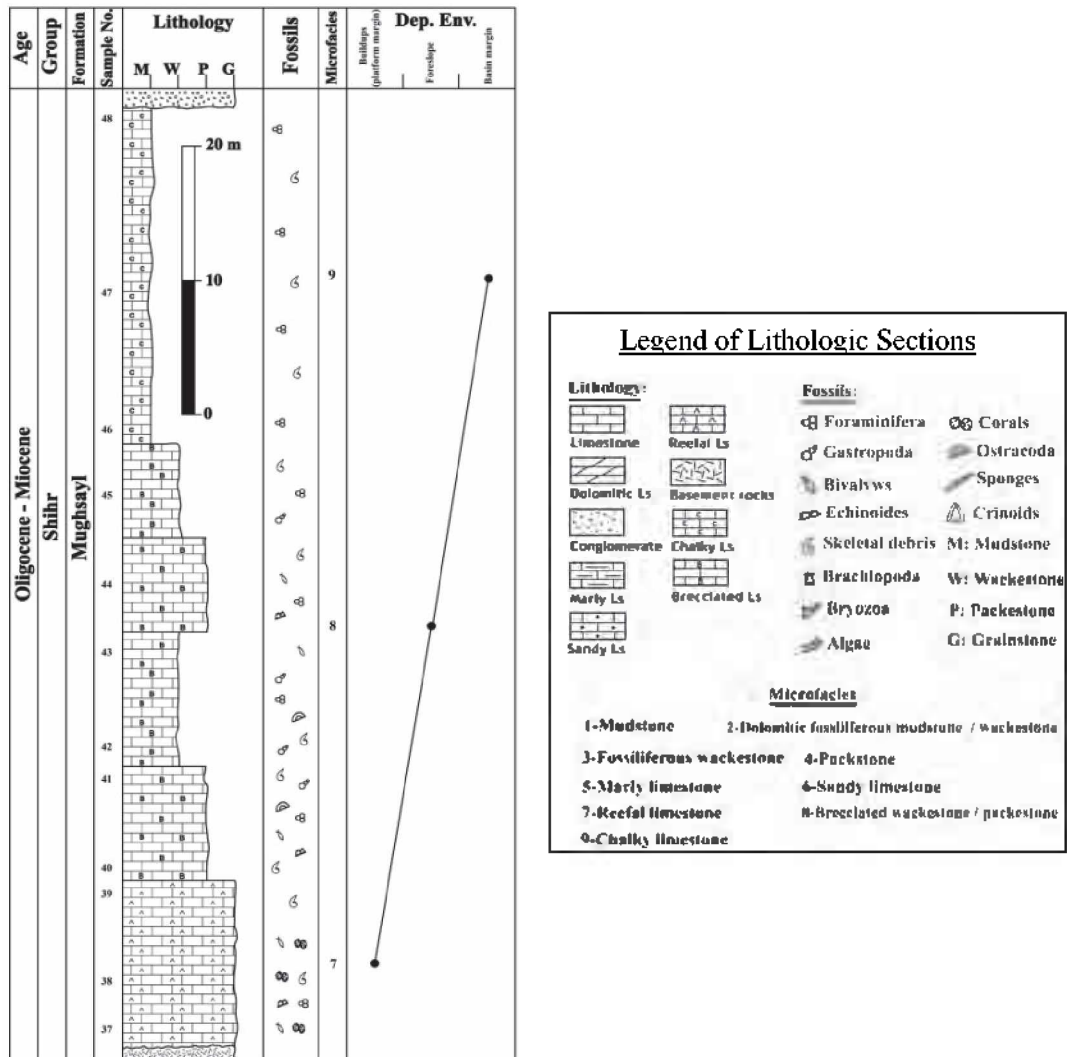 Age
Group
Formation
Sample No.
Lithology
M W P G
Fossils
Microfacies
Dep. Env.
Buildups
(platform margin)
Foreslope
Basin margin
Oligocene - Miocene
Shihr
Mughsayl
48
47
46
45
44
43
42
41
40
39
38
37
20 m
10
0
9
8
7
Legend of Lithologic Sections
Lithology:
Limestone
Reefal Ls
Dolomitic Ls
Basement rocks
Conglomerate
Chalky Ls
Marly Ls
Brecciated Ls
Sandy Ls
Fossils:
Foraminifera
Corals
Gastropoda
Ostracoda
Bivalvws
Sponges
Echinoides
Crinoids
Skeletal debris
M: Mudstone
Brachlopoda
W: Wackestone
Bryozoa
P: Packestone
Algae
G: Grainstone
Microfacies
1-Mudstone
2-Dolomitic fossiliferous mudstone / wackestone
3-Fossiliferous wackestone
4-Packstone
5-Marly limestone
6-Sandy limestone
7-Reefal limestone
8-Brecciated wackestone / packestone
9-Chalky limestone